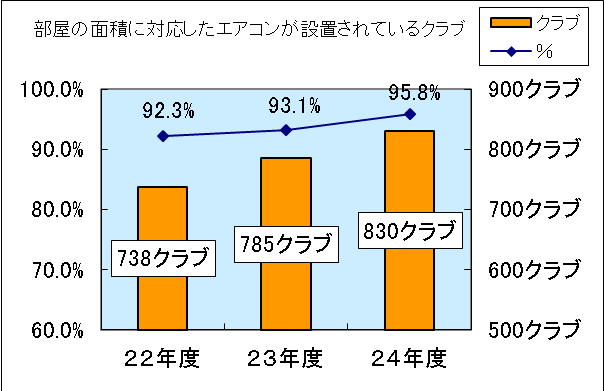 部屋の面積に対応したエアコンが設置されているクラブ
クラブ
%
100.0%
90.0%
80.0%
70.0%
60.0%
92.3%
93.1%
95.8%
738クラブ
785クラブ
830クラブ
900クラブ
800クラブ
700クラブ
600クラブ
500クラブ
22年度
23年度
24年度